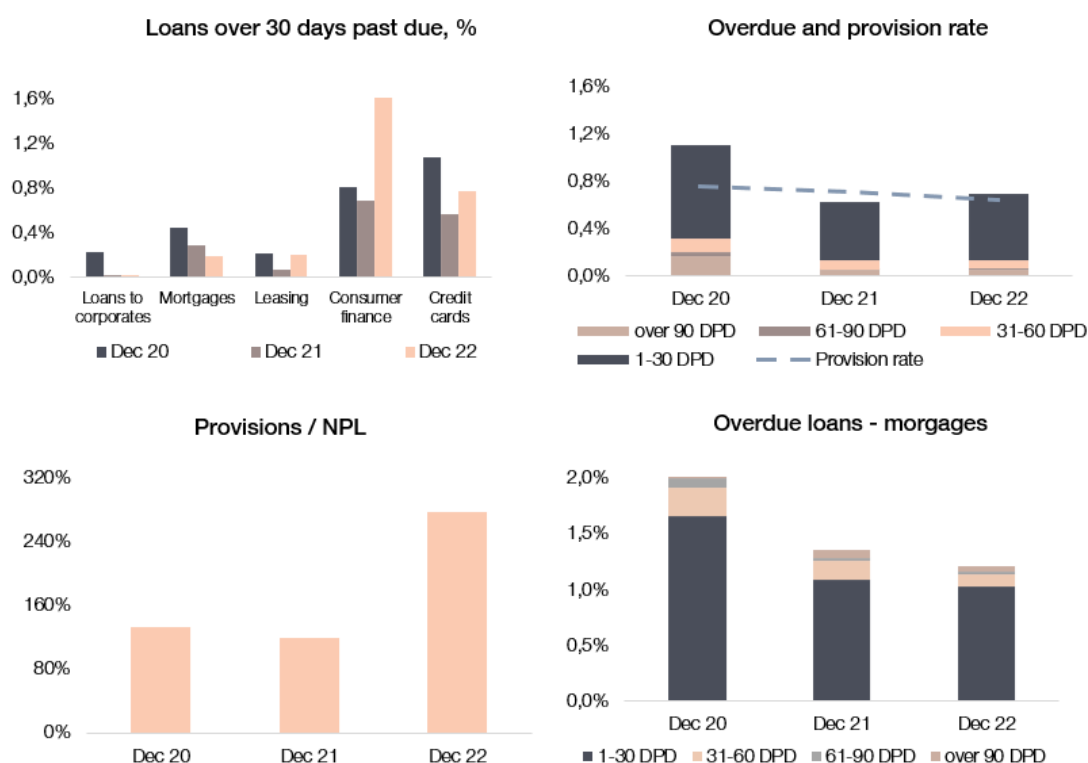 Loans over 30 days past due, %
1,6%
1,2%
0,8%
0,4%
0,0%
Loans to
corporates
Mortgages
Leasing
Consumer
finance
Credit
cards
Dec 20
Dec 21
Dec 22
Overdue and provision rate
1,6%
1,2%
0,8%
0,4%
0,0%
Dec 20
Dec 21
Dec 22
over 90 DPD
61-90 DPD
31-60 DPD
1-30 DPD
Provision rate
Provisions / NPL
320%
240%
160%
80%
0%
Dec 20
Dec 21
Dec 22
Overdue loans - morgages
2,0%
1,5%
1,0%
0,5%
0,0%
Dec 20
Dec 21
Dec 22
1-30 DPD
31-60 DPD
61-90 DPD
over 90 DPD